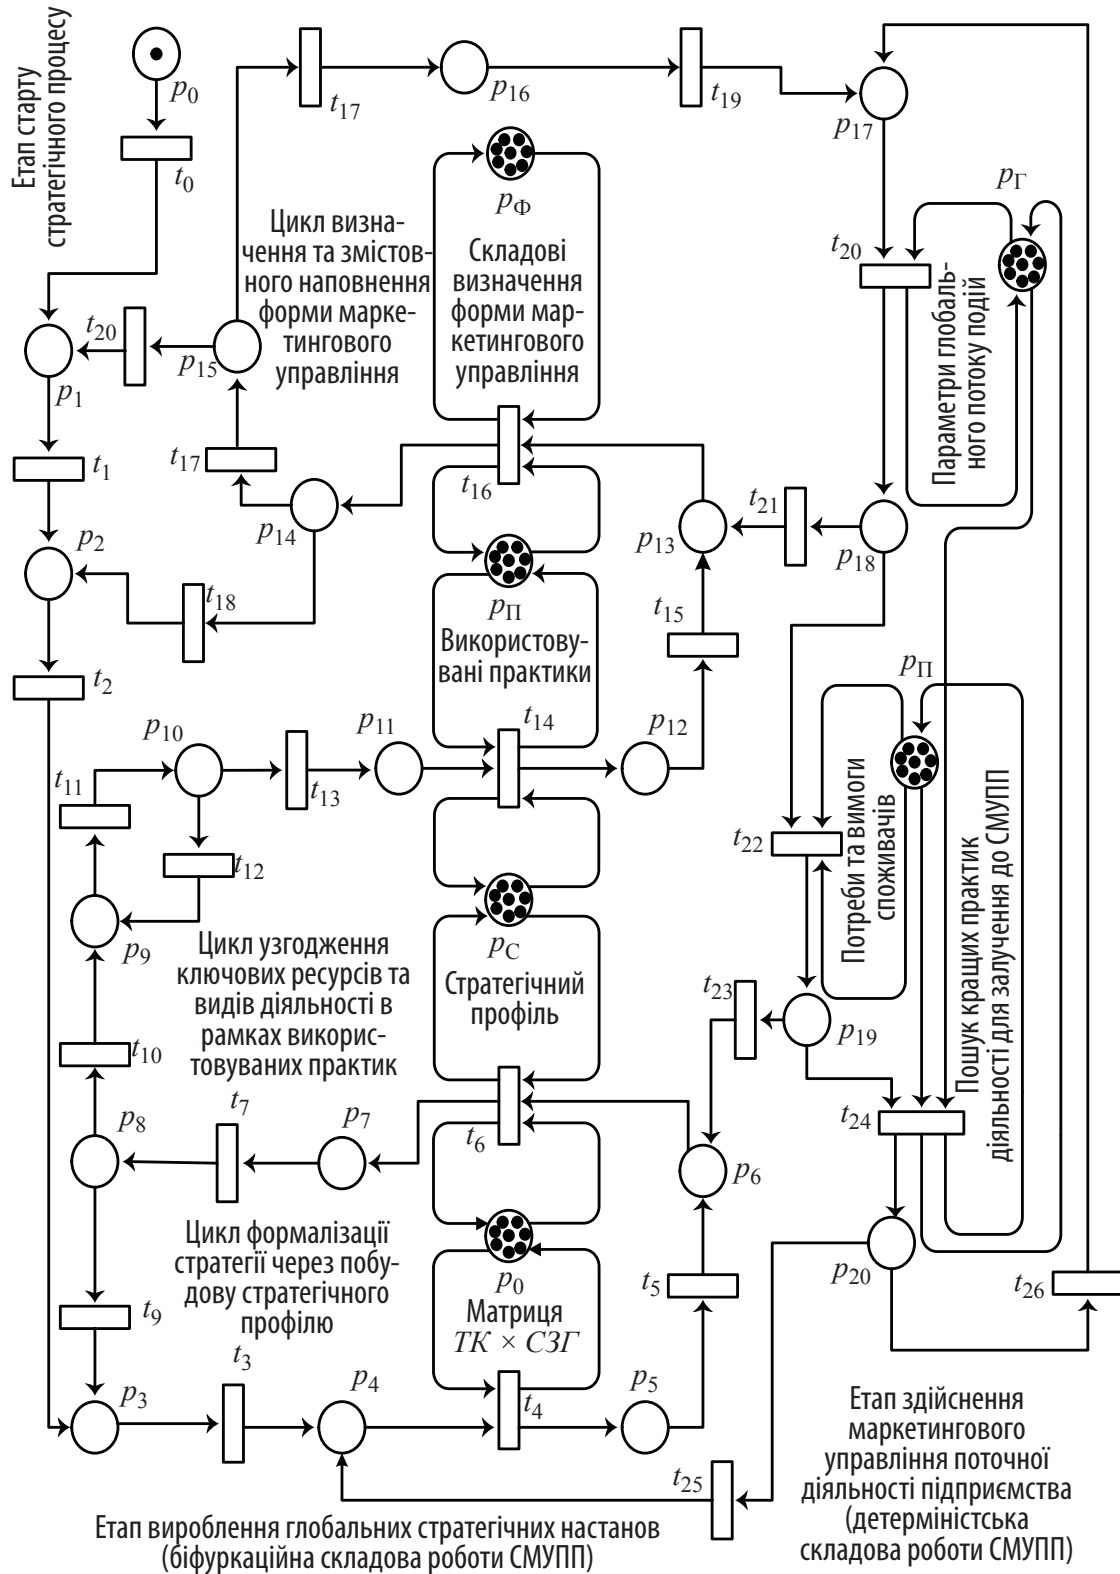 Етап старту
стратегічного процесу
p0
t0
t17
p16
t19
p17
pФ
pГ
Цикл визна-
чення та змістов-
ного наповнення
форми марке-
тингового
управління
Складові
визначення
форми мар-
кетингового
управління
t20
Параметри глобаль-
ного потоку подій
t20
p15
p1
t1
t17
t16
p14
p2
t18
pП
Використову-
вані практики
p13
t21
p18
t15
t2
p10
t11
t13
p11
t14
p12
pП
t12
p9
t22
Потреби та вимоги
споживачів
Пошук кращих практик
діяльності для залучення до СМУПП
Цикл узгодження
ключових ресурсів та
видів діяльності в
рамках викорис-
товуваних практик
pС
Стратегічний
профіль
t23
p19
t10
t7
p7
t6
p8
p6
t24
Цикл формалізації
стратегії через побу-
дову стратегічного
профілю
p0
Матриця
ТК × СЗГ
t5
p20
t26
t9
t3
p3
p4
t4
p5
t25
Етап здійснення
маркетингового
управління поточної
діяльності підприємства
(детерміністська
складова роботи СМУПП)
Етап вироблення глобальних стратегічних настанов
(біфуркаційна складова роботи СМУПП)